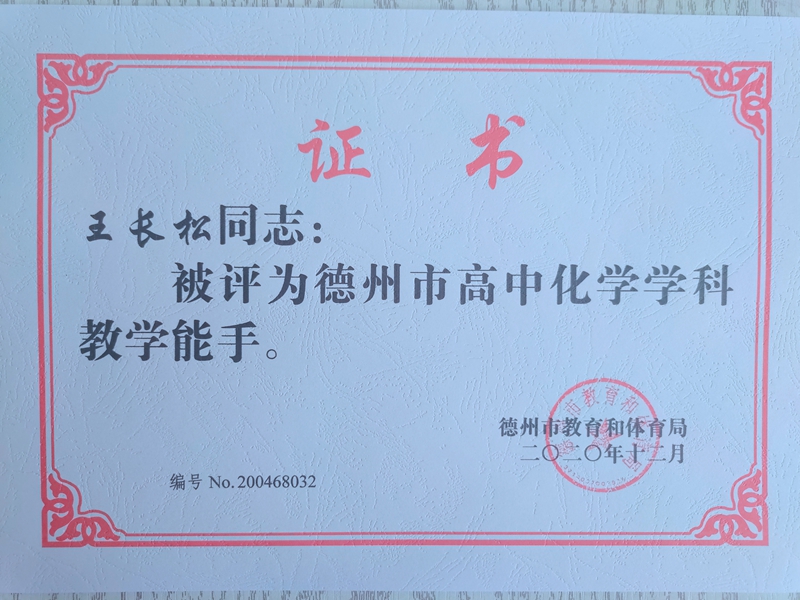 证书
王长松同志：
被评为德州市高中化学学科
教学能手。
德州市教育和体育局
二〇二〇年十二月
编号 No.200468032